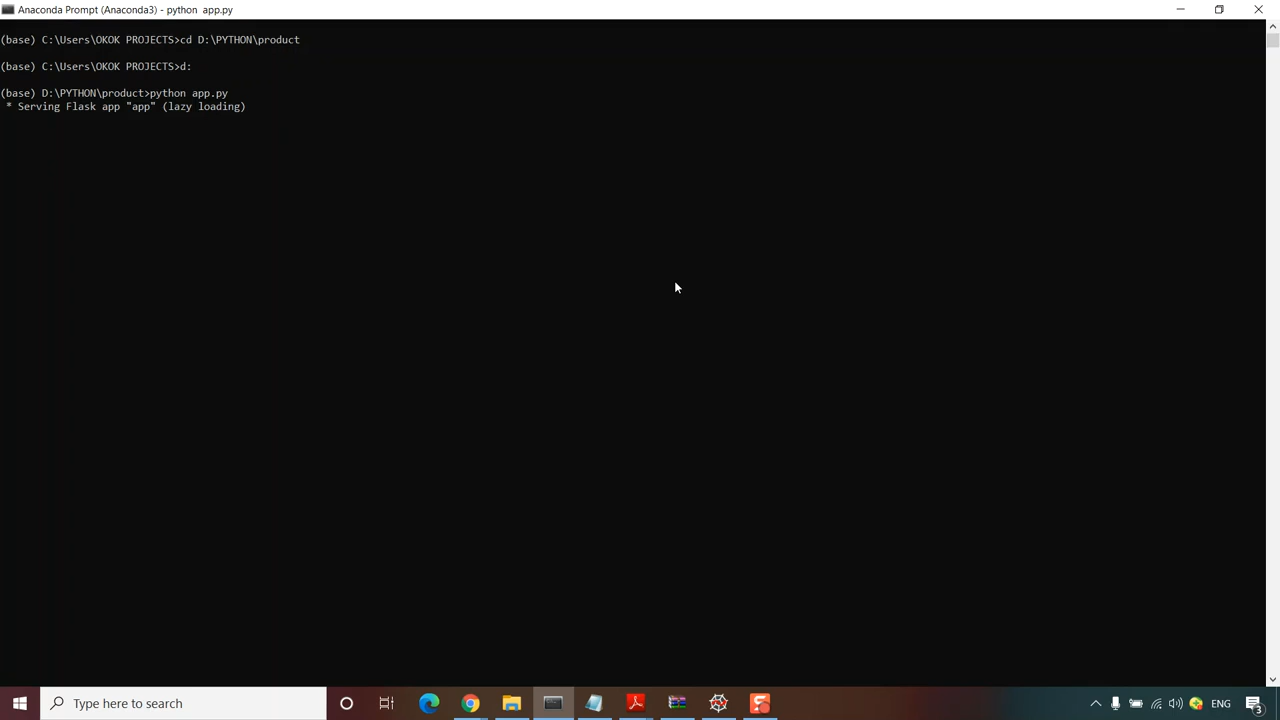 Anaconda Prompt (Anaconda3) - python  app.py
(base) C:\Users\OKOK PROJECTS>cd D:\PYTHON\product
(base) C:\Users\OKOK PROJECTS>d:
(base) D:\PYTHON\product>python app.py
 * Serving Flask app "app" (lazy loading)
Type here to search
ENG
3